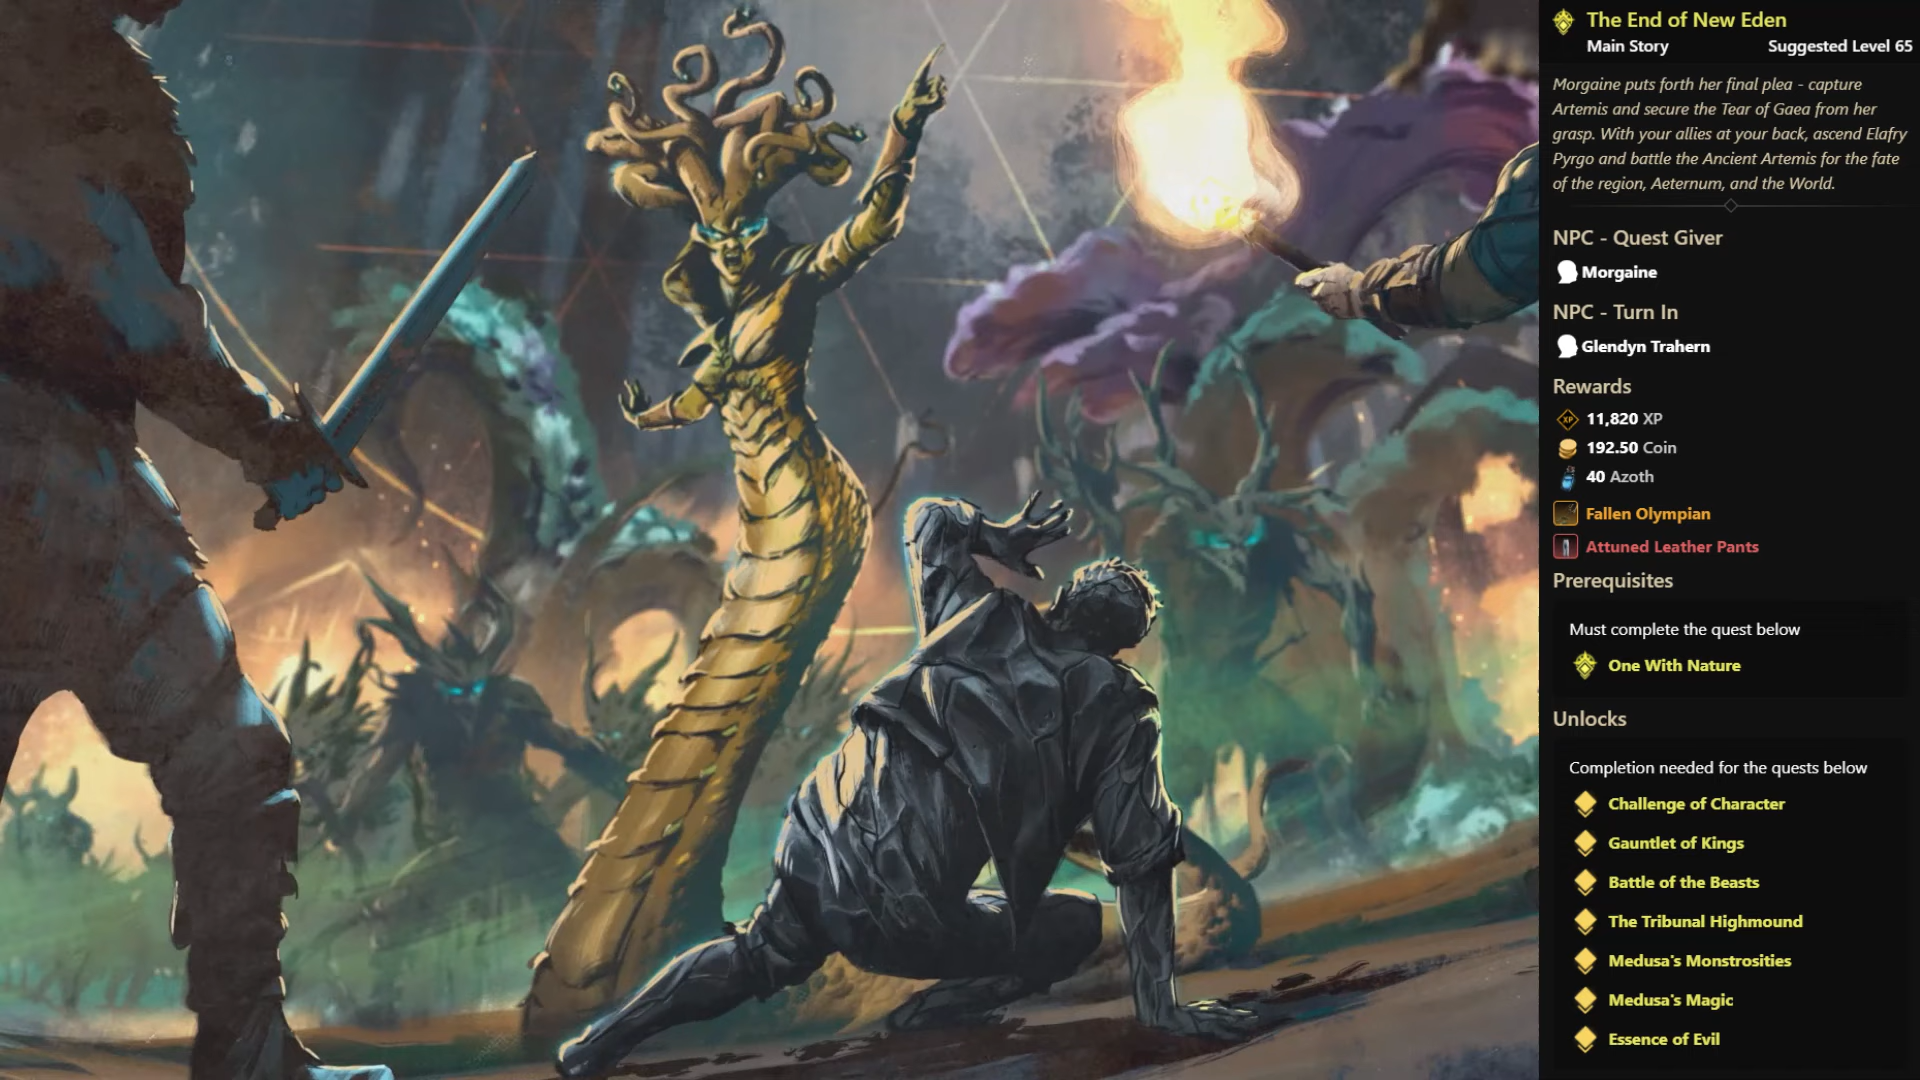 The End of New Eden
Main Story Suggested Level 65
Morgaine puts forth her final plea - capture
Artemis and secure the Tear of Gaea from her
grasp. With your allies at your back, ascend Elafry
Pyrgo and battle the Ancient Artemis for the fate
of the region, Aeternum, and the World.
NPC - Quest Giver
Morgaine
NPC - Turn In
Glendyn Trahern
Rewards
XP 11,820 XP
192.50 Coin
40 Azoth
Fallen Olympian
Attuned Leather Pants
Prerequisites
Must complete the quest below
One With Nature
Unlocks
Completion needed for the quests below
Challenge of Character
Gauntlet of Kings
Battle of the Beasts
The Tribunal Highmound
Medusa's Monstrosities
Medusa's Magic
Essence of Evil